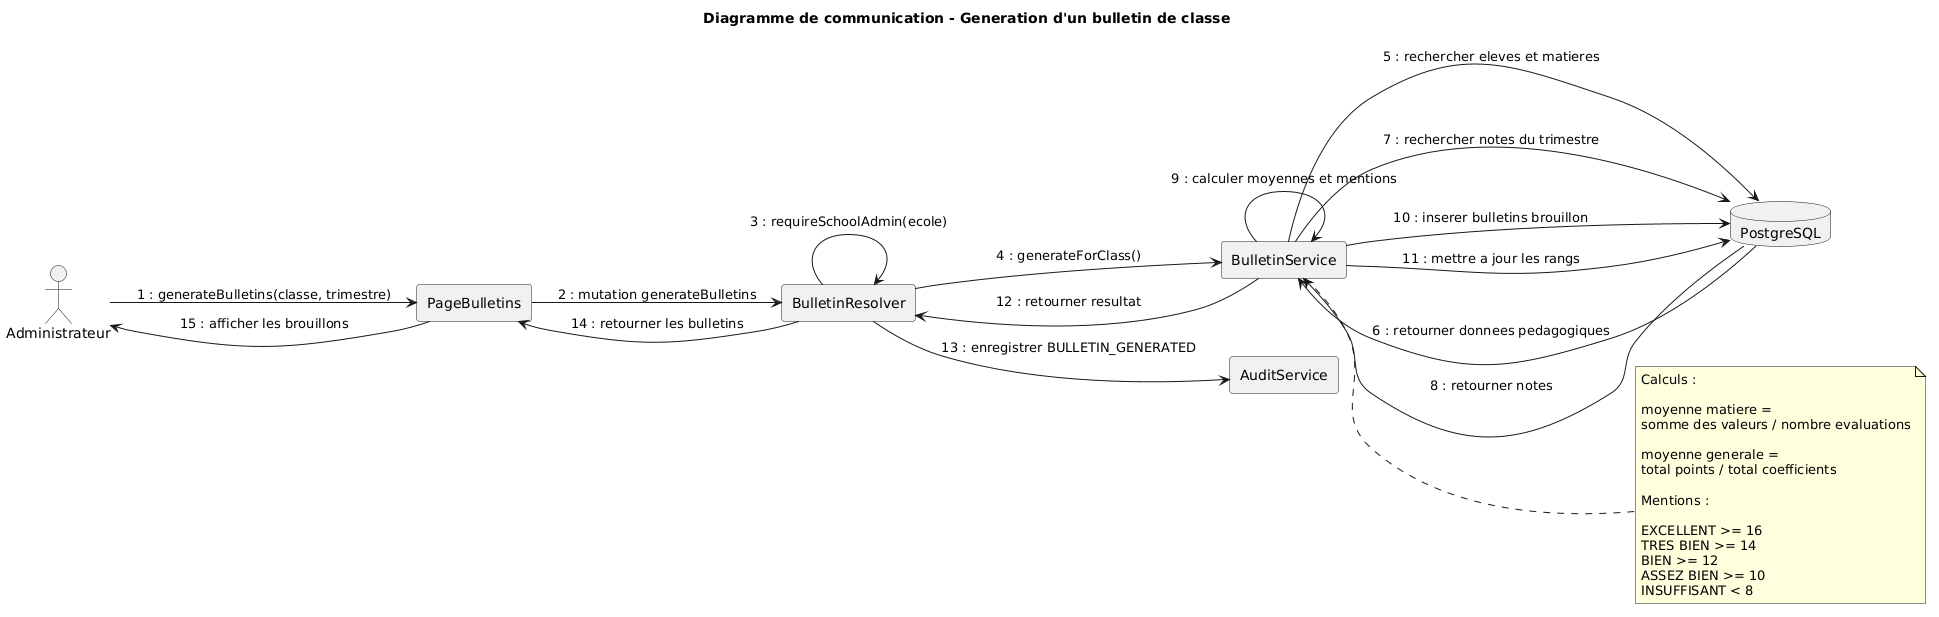 Diagramme de communication - Generation d'un bulletin de classe
5 : rechercher eleves et matieres
7 : rechercher notes du trimestre
9 : calculer moyennes et mentions
3 : requireSchoolAdmin(ecole)
10 : inserer bulletins brouillon
PostgreSQL
4 : generateForClass()
BulletinService
11 : mettre a jour les rangs
1 : generateBulletins(classe, trimestre)
PageBulletins
2 : mutation generateBulletins
BulletinResolver
12 : retourner resultat
Administrateur
15 : afficher les brouillons
14 : retourner les bulletins
6 : retourner donnees pedagogiques
13 : enregistrer BULLETIN_GENERATED
AuditService
8 : retourner notes
Calculs :
moyenne matiere =
somme des valeurs / nombre evaluations
moyenne generale =
total points / total coefficients
Mentions :
EXCELLENT >= 16
TRES BIEN >= 14
BIEN >= 12
ASSEZ BIEN >= 10
INSUFFISANT < 8